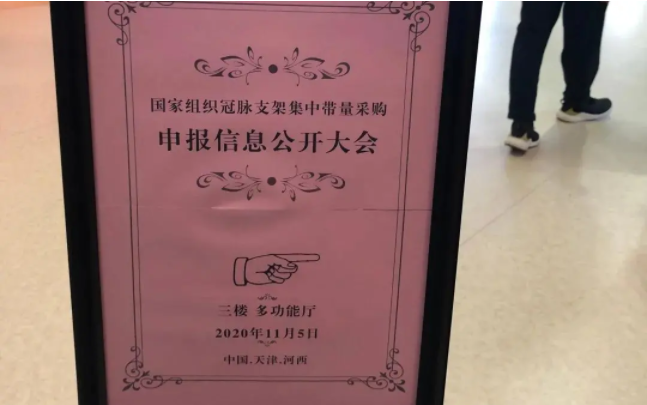 国家组织冠脉支架集中带量采购
申报信息公开大会
三楼 多功能厅
2020年11月5日
中国.天津.河西